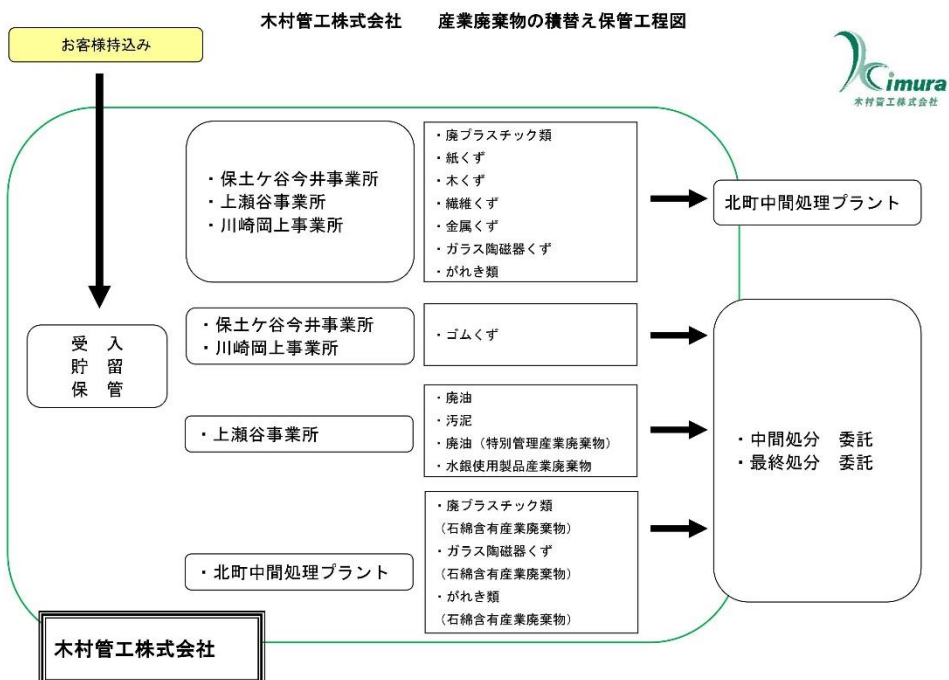 木村管工株式会社　産業廃棄物の積替え保管工程図
お客様持込み
Kimura
木村管工株式会社
受　入
貯　留
保　管
・保土ケ谷今井事業所
・上瀬谷事業所
・川崎岡上事業所
・廃プラスチック類
・紙くず
・木くず
・繊維くず
・金属くず
・ガラス陶磁器くず
・がれき類
北町中間処理プラント
・保土ケ谷今井事業所
・川崎岡上事業所
・ゴムくず
・上瀬谷事業所
・廃油
・汚泥
・廃油（特別管理産業廃棄物）
・水銀使用製品産業廃棄物
・北町中間処理プラント
・廃プラスチック類
（石綿含有産業廃棄物）
・ガラス陶磁器くず
（石綿含有産業廃棄物）
・がれき類
（石綿含有産業廃棄物）
・中間処分　委託
・最終処分　委託
木村管工株式会社